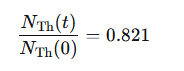 N_Th(t) / N_Th(0) = 0.821